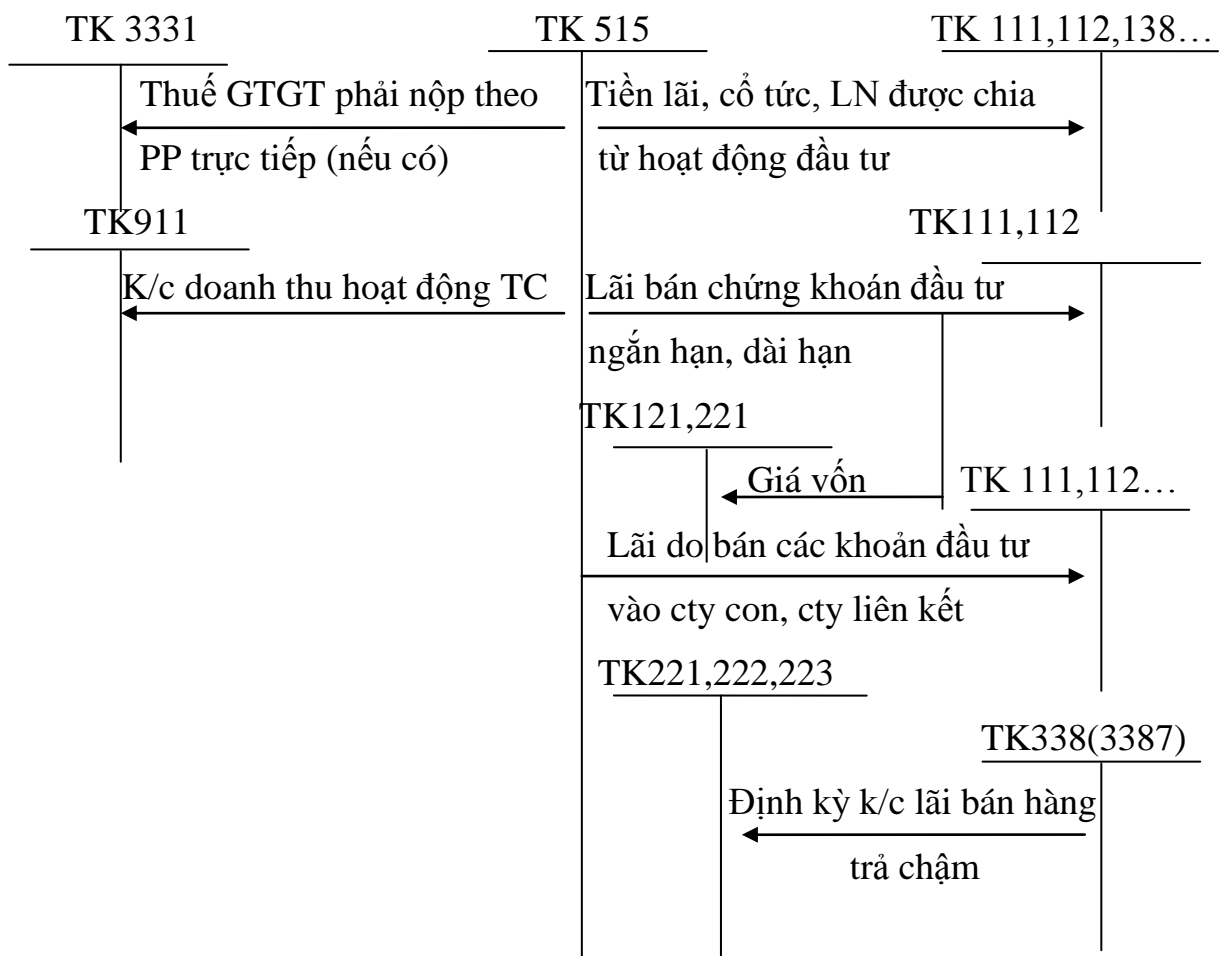 TK 3331 TK 515 TK 111,112,138…
Thuế GTGT phải nộp theo Tiền lãi, cổ tức, LN được chia
PP trực tiếp (nếu có) từ hoạt động đầu tư
TK911 TK111,112
K/c doanh thu hoạt động TC Lãi bán chứng khoán đầu tư
ngắn hạn, dài hạn
TK121,221
Giá vốn TK 111,112…
Lãi do bán các khoản đầu tư
vào cty con, cty liên kết
TK221,222,223
TK338(3387)
Định kỳ k/c lãi bán hàng
trả chậm